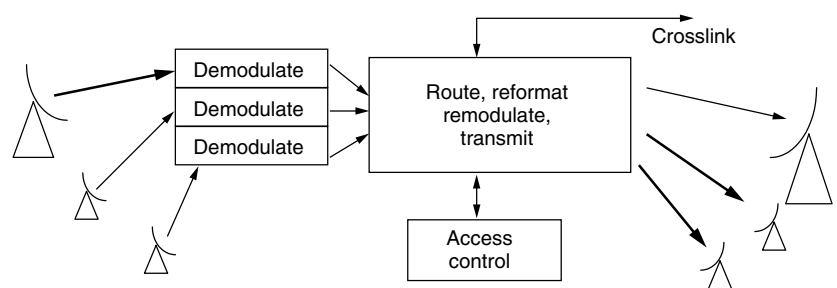 Crosslink
Demodulate
Demodulate
Demodulate
Route, reformat
remodulate,
transmit
Access
control